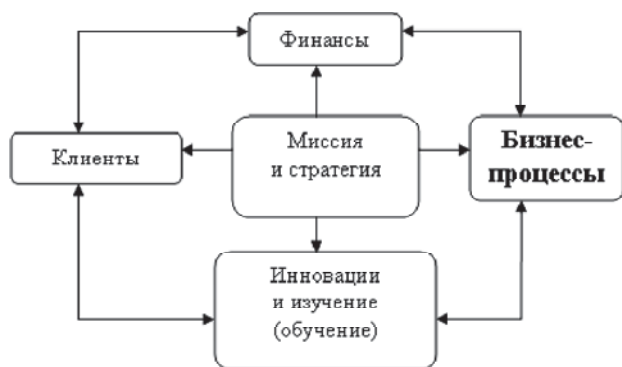 Финансы
Клиенты
Миссия
и стратегия
Бизнес-
процессы
Инновации
и изучение
(обучение)